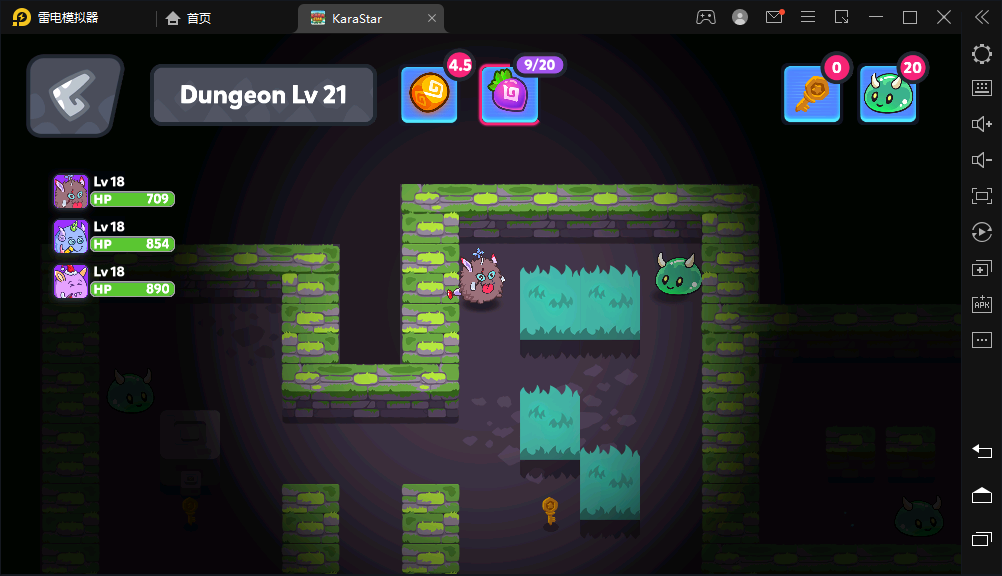 雷电模拟器
首页
KaraStar
Dungeon Lv 21
4.5
9/20
0
20
Lv 18
HP 709
Lv 18
HP 854
Lv 18
HP 890
APK